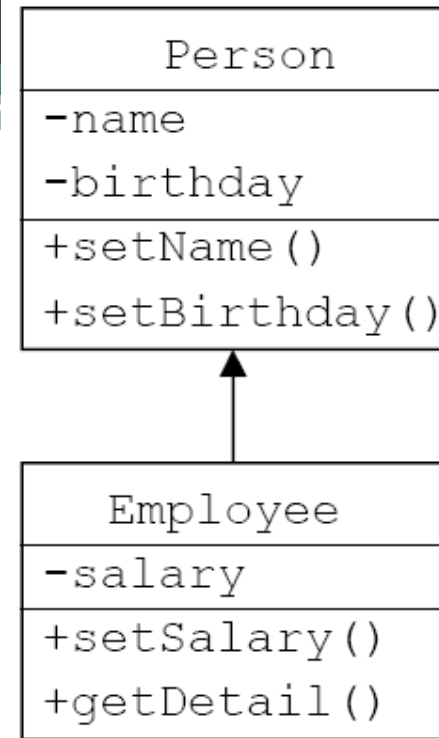 Person
-name
-birthday
+setName()
+setBirthday()
Employee
-salary
+setSalary()
+getDetail()